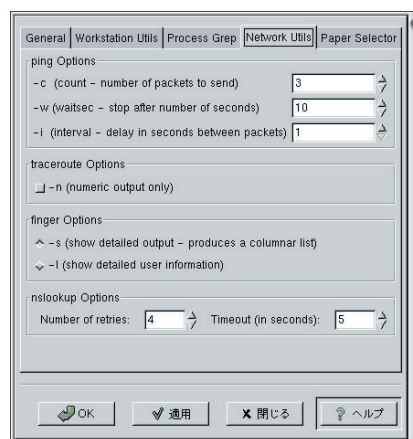 General Workstation Utils Process Grep Network Utils Paper Selector
ping Options
-c (count - number of packets to send) 3
-w (waitsec - stop after number of seconds) 10
-i (interval - delay in seconds between packets) 1
traceroute Options
-n (numeric output only)
finger Options
-s (show detailed output - produces a columnar list)
-l (show detailed user information)
nslookup Options
Number of retries: 4 Timeout (in seconds): 5
OK 適用 閉じる ヘルプ